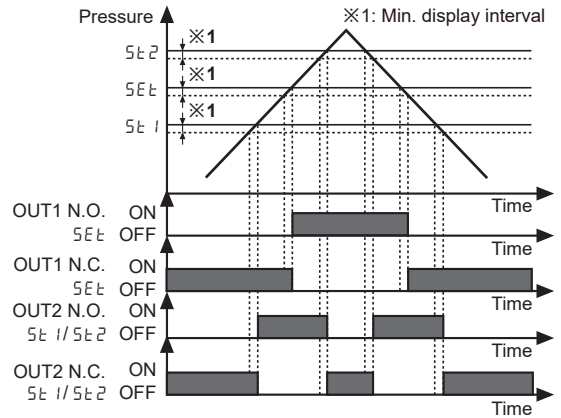 Pressure
※1: Min. display interval
St2
※1
SEt
※1
St1
※1
Time
OUT1 N.O. ON
SEt OFF
Time
OUT1 N.C. ON
SEt OFF
Time
OUT2 N.O. ON
St1/St2 OFF
Time
OUT2 N.C. ON
St1/St2 OFF
Time